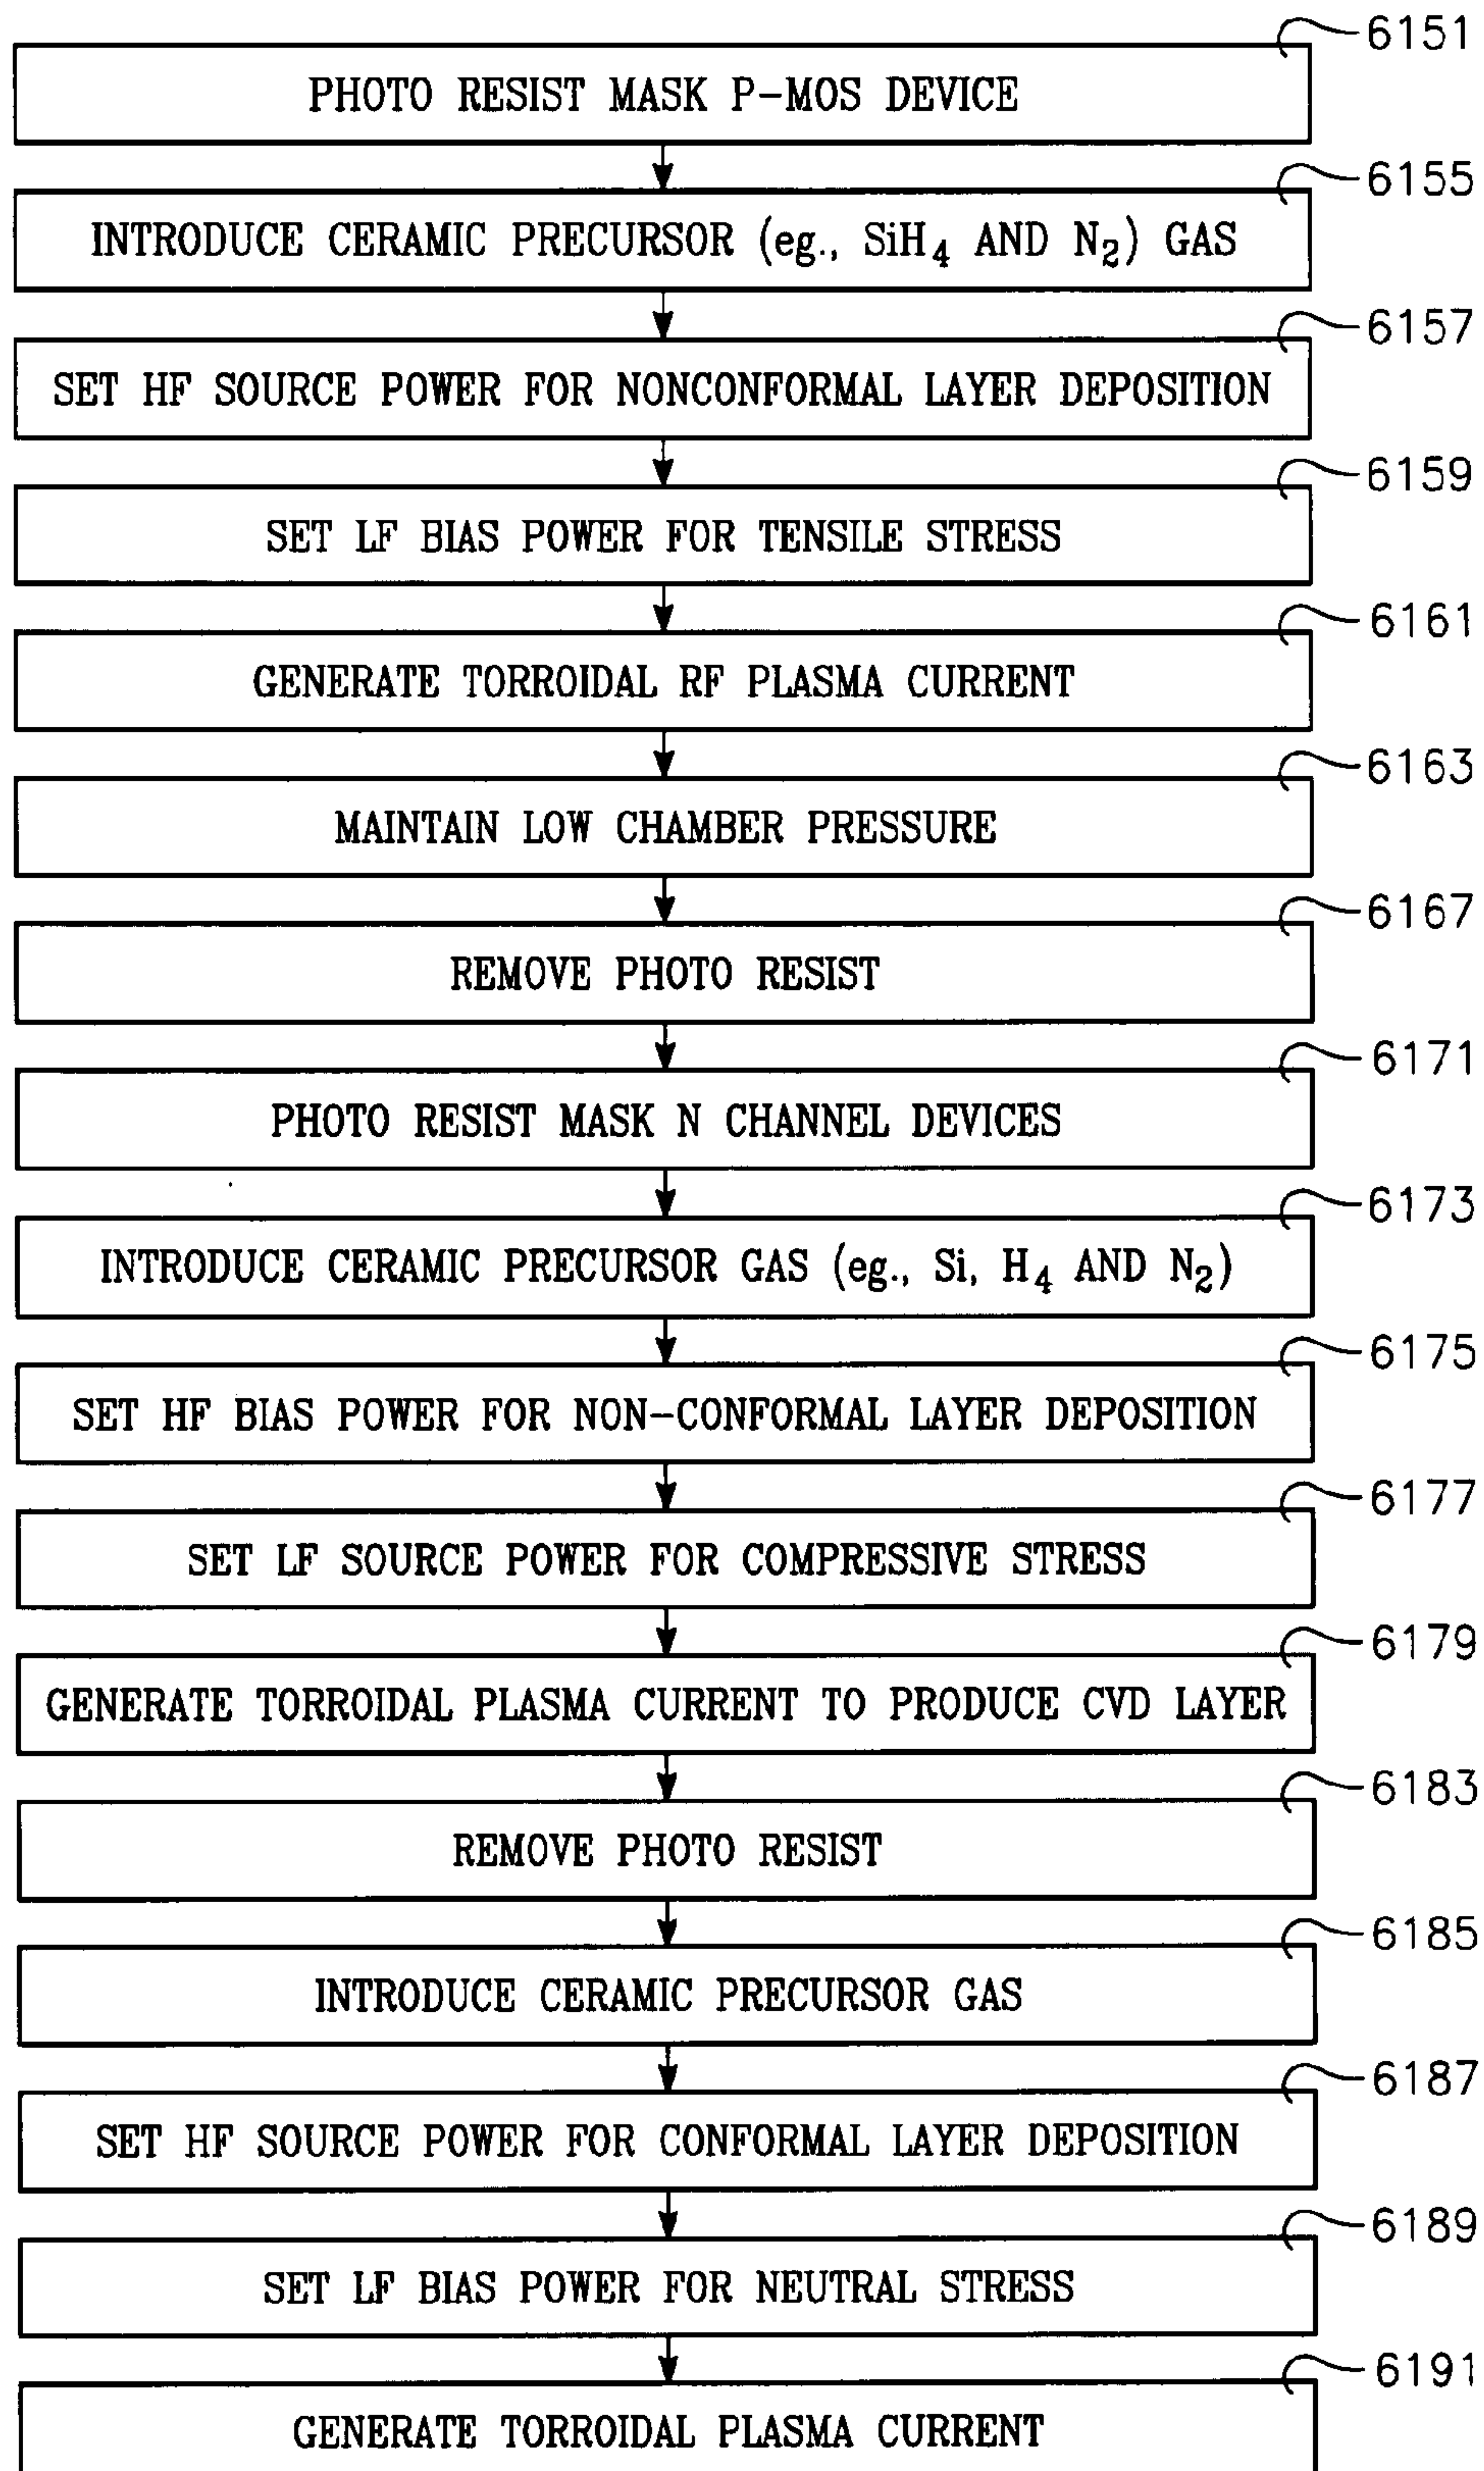 6151
PHOTO RESIST MASK P-MOS DEVICE
6155
INTRODUCE CERAMIC PRECURSOR (eg., SiH4 AND N2) GAS
6157
SET HF SOURCE POWER FOR NONCONFORMAL LAYER DEPOSITION
6159
SET LF BIAS POWER FOR TENSILE STRESS
6161
GENERATE TORROIDAL RF PLASMA CURRENT
6163
MAINTAIN LOW CHAMBER PRESSURE
6167
REMOVE PHOTO RESIST
6171
PHOTO RESIST MASK N CHANNEL DEVICES
6173
INTRODUCE CERAMIC PRECURSOR GAS (eg., Si, H4 AND N2)
6175
SET HF BIAS POWER FOR NON-CONFORMAL LAYER DEPOSITION
6177
SET LF SOURCE POWER FOR COMPRESSIVE STRESS
6179
GENERATE TORROIDAL PLASMA CURRENT TO PRODUCE CVD LAYER
6183
REMOVE PHOTO RESIST
6185
INTRODUCE CERAMIC PRECURSOR GAS
6187
SET HF SOURCE POWER FOR CONFORMAL LAYER DEPOSITION
6189
SET LF BIAS POWER FOR NEUTRAL STRESS
6191
GENERATE TORROIDAL PLASMA CURRENT